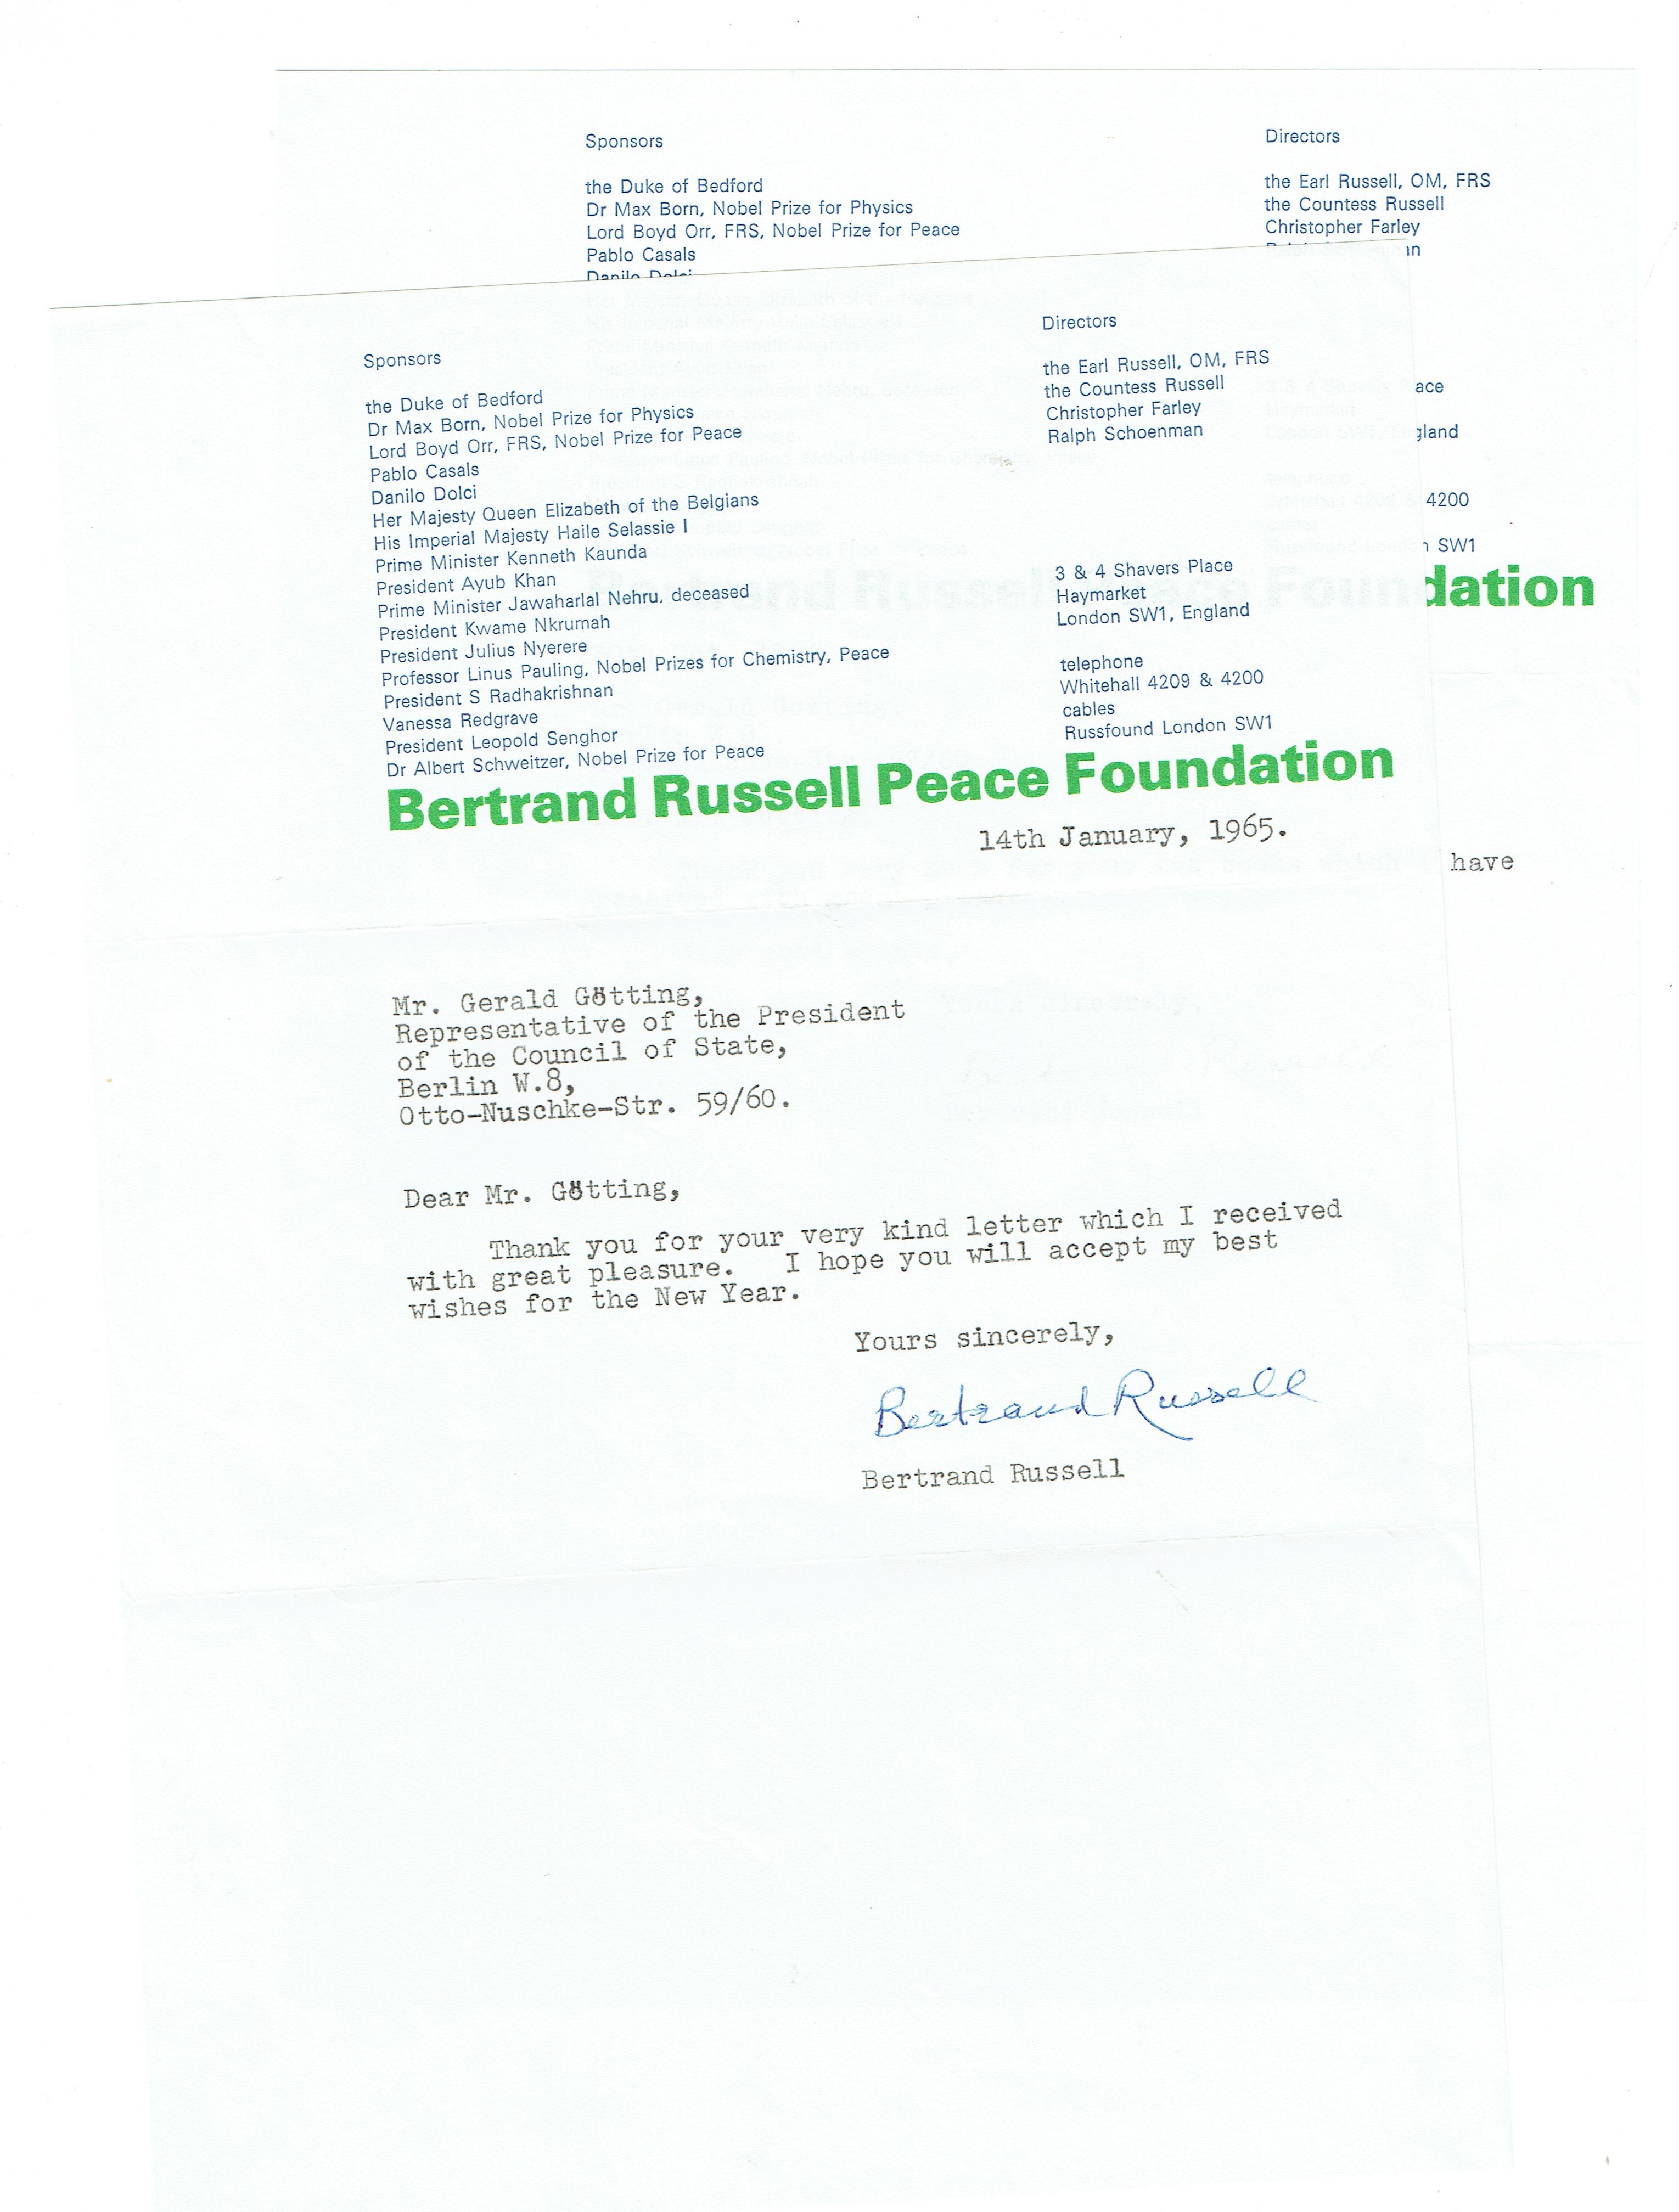 Sponsors
the Duke of Bedford
Dr Max Born, Nobel Prize for Physics
Lord Boyd Orr, FRS, Nobel Prize for Peace
Pablo Casals
Danilo Dolci
Directors
the Earl Russell, OM, FRS
the Countess Russell
Christopher Farley
4200
SW1
dation
have
Sponsors
the Duke of Bedford
Dr Max Born, Nobel Prize for Physics
Lord Boyd Orr, FRS, Nobel Prize for Peace
Pablo Casals
Danilo Dolci
Her Majesty Queen Elizabeth of the Belgians
His Imperial Majesty Haile Selassie I
Prime Minister Kenneth Kaunda
President Ayub Khan
Prime Minister Jawaharlal Nehru, deceased
President Kwame Nkrumah
President Julius Nyerere
Professor Linus Pauling, Nobel Prizes for Chemistry, Peace
President S Radhakrishnan
Vanessa Redgrave
President Leopold Senghor
Dr Albert Schweitzer, Nobel Prize for Peace
Directors
the Earl Russell, OM, FRS
the Countess Russell
Christopher Farley
Ralph Schoenman
3 & 4 Shavers Place
Haymarket
London SW1, England
telephone
Whitehall 4209 & 4200
cables
Russfound London SW1
Bertrand Russell Peace Foundation
14th January, 1965.
Mr. Gerald Götting,
Representative of the President
of the Council of State,
Berlin W.8,
Otto-Nuschke-Str. 59/60.
Dear Mr. Götting,
Thank you for your very kind letter which I received
with great pleasure. I hope you will accept my best
wishes for the New Year.
Yours sincerely,
Bertrand Russell
Bertrand Russell